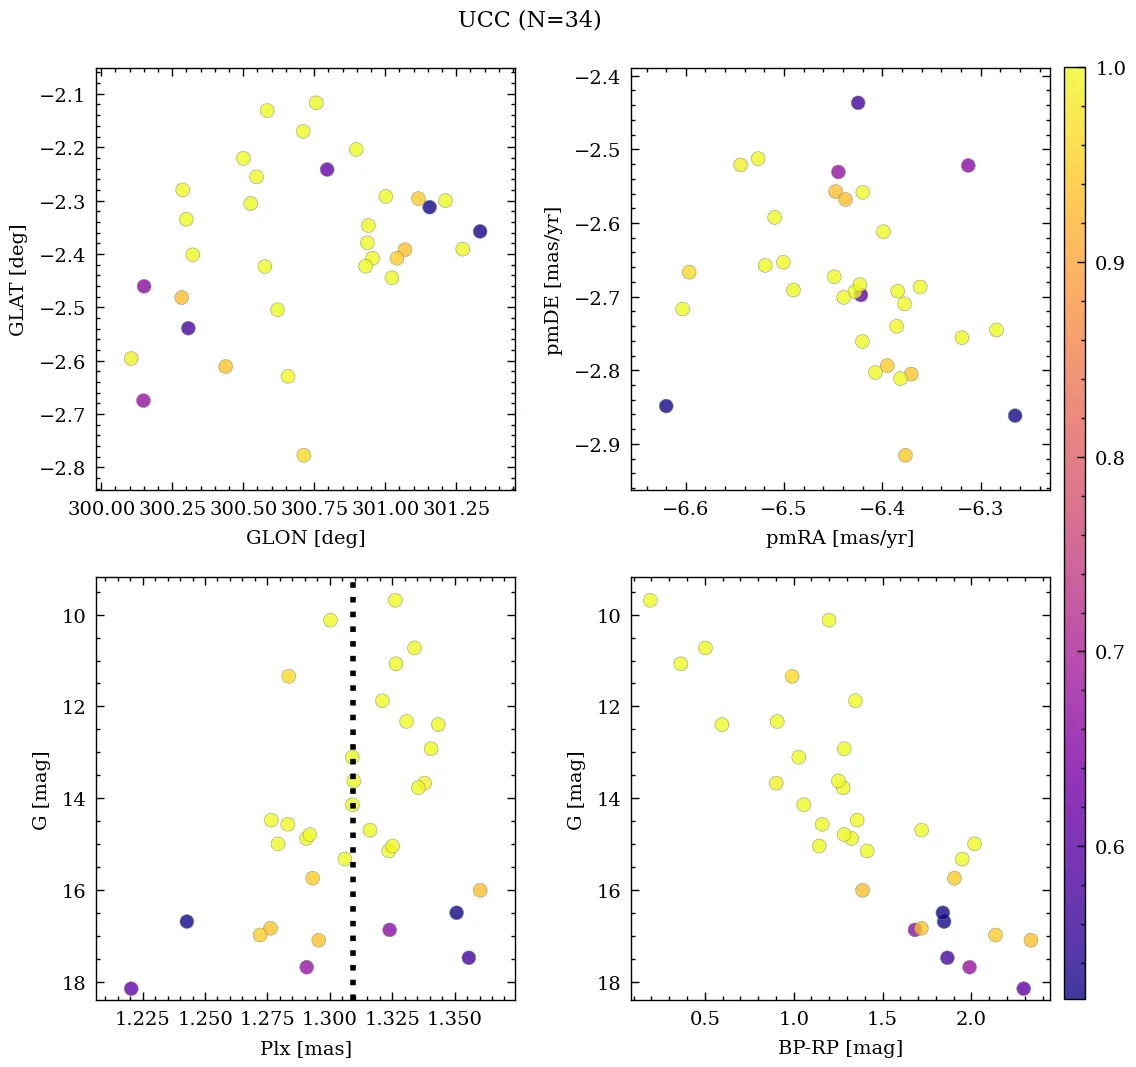 UCC (N=34)
−2.1
−2.2
−2.3
−2.4
−2.5
−2.6
−2.7
−2.8
GLAT [deg]
300.00 300.25 300.50 300.75 301.00 301.25
GLON [deg]
−2.4
−2.5
−2.6
−2.7
−2.8
−2.9
pmDE [mas/yr]
−6.6 −6.5 −6.4 −6.3
pmRA [mas/yr]
1.0
0.9
0.8
0.7
0.6
10
12
14
16
18
G [mag]
1.225 1.250 1.275 1.300 1.325 1.350
Plx [mas]
10
12
14
16
18
G [mag]
0.5 1.0 1.5 2.0
BP-RP [mag]